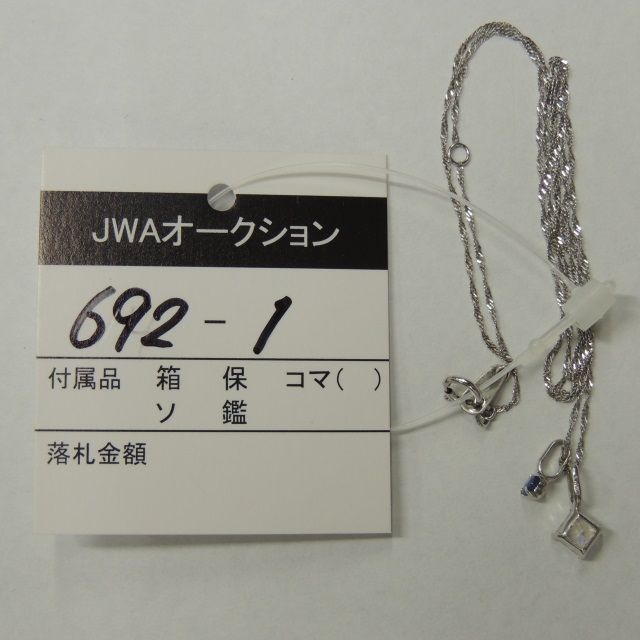 JWAオークション
692-1
付属品 箱 保 コマ( )
ソ 鑑
落札金額